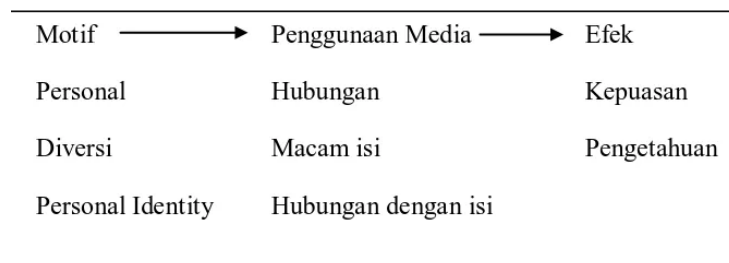 Motif Penggunaan Media Efek
Personal Hubungan Kepuasan
Diversi Macam isi Pengetahuan
Personal Identity Hubungan dengan isi